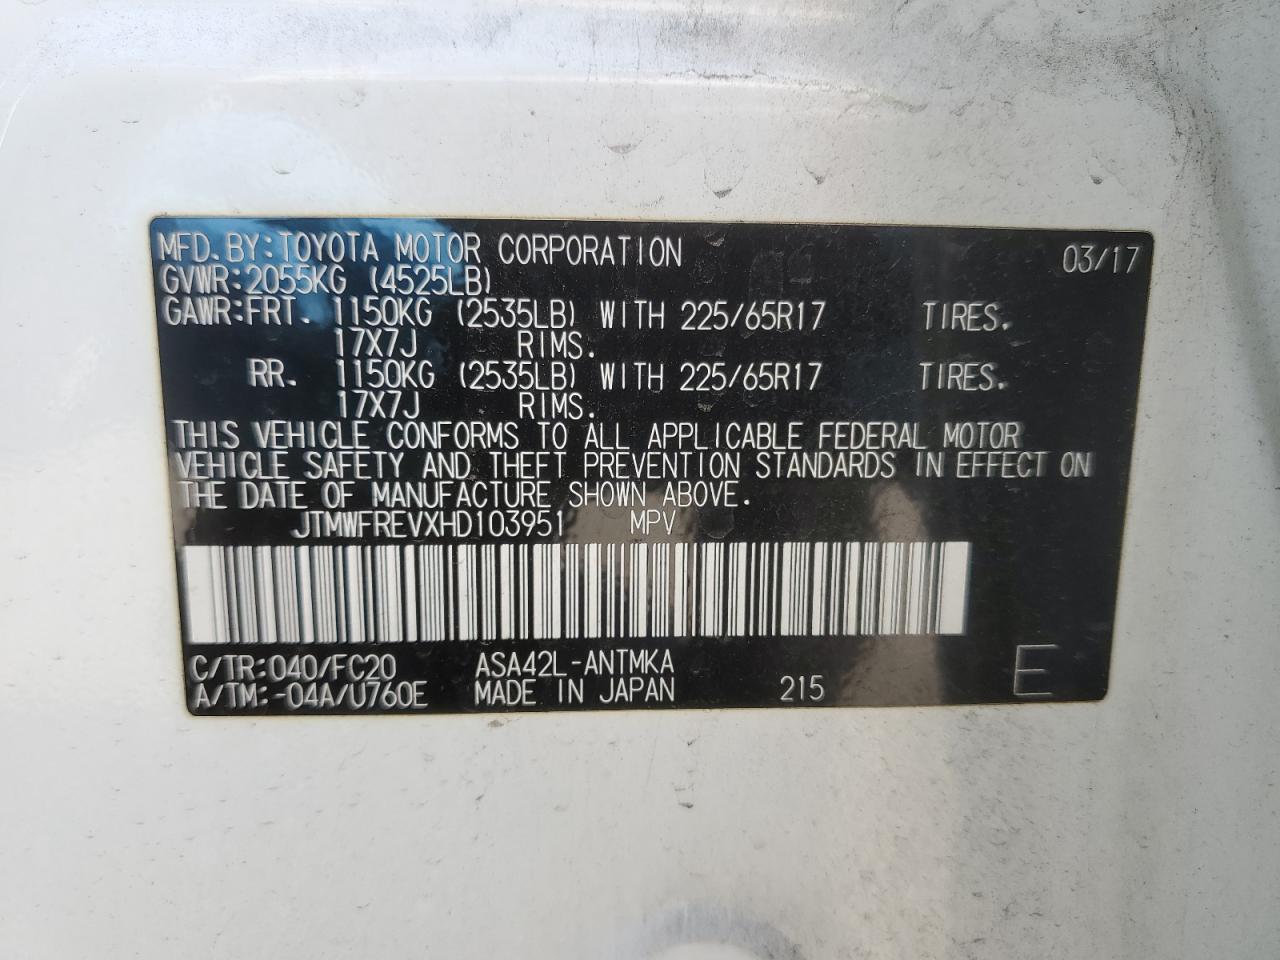 MFD.BY:TOYOTA MOTOR CORPORATION 03/17
GVWR:2055KG (4525LB)
GAWR:FRT. 1150KG (2535LB) WITH 225/65R17 TIRES.
17X7J RIMS.
RR. 1150KG (2535LB) WITH 225/65R17 TIRES.
17X7J RIMS.
THIS VEHICLE CONFORMS TO ALL APPLICABLE FEDERAL MOTOR
VEHICLE SAFETY AND THEFT PREVENTION STANDARDS IN EFFECT ON
THE DATE OF MANUFACTURE SHOWN ABOVE.
JTMWFREVXHD103951 MPV
C/TR:040/FC20 ASA42L-ANTMKA
A/TM:-04A/U760E MADE IN JAPAN 215 E